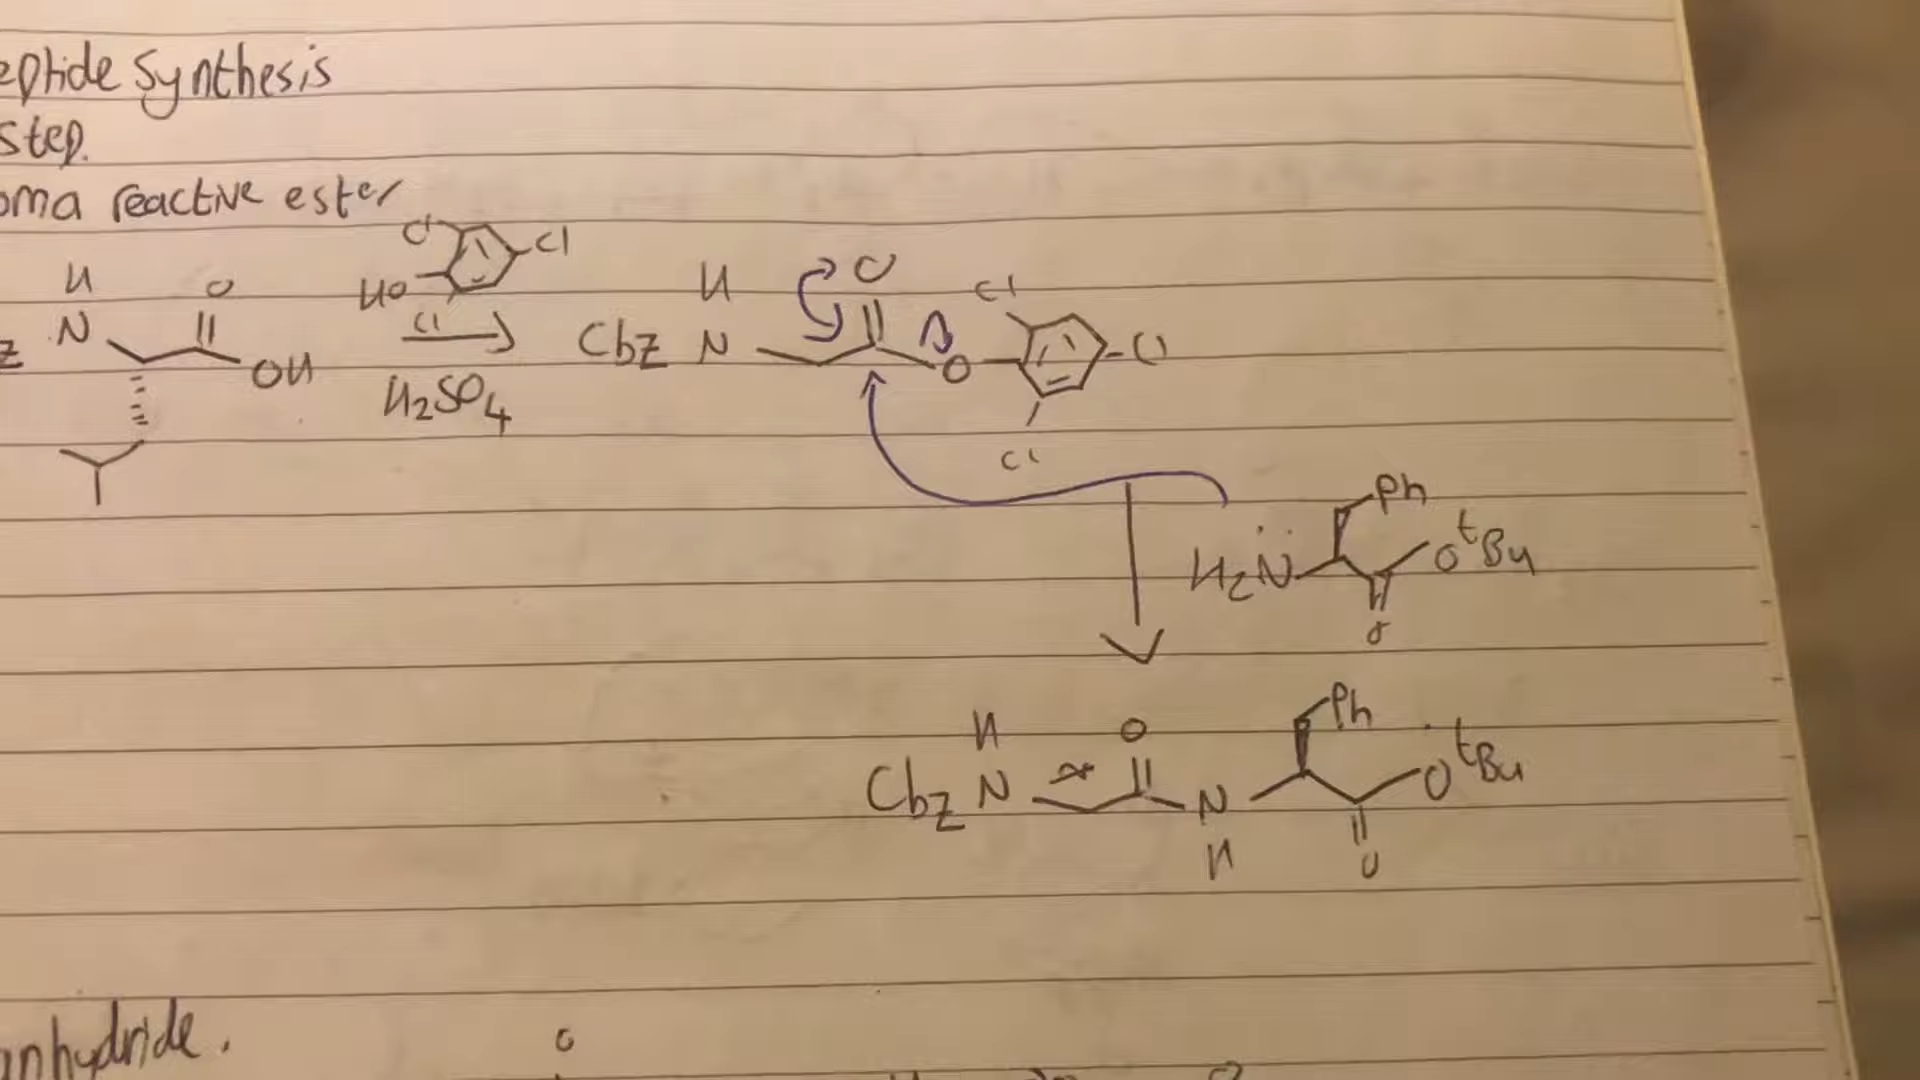 eptide Synthesis
step.
oma reactive ester
Cl
Cl
HO
Cl
H2SO4
H
N
O
OH
z
H
Cbz N
O
O
Cl
Cl
Cl
H2N
Ph
O tBu
O
H
Cbz N
O
N
H
Ph
O tBu
O
anhydride.
O